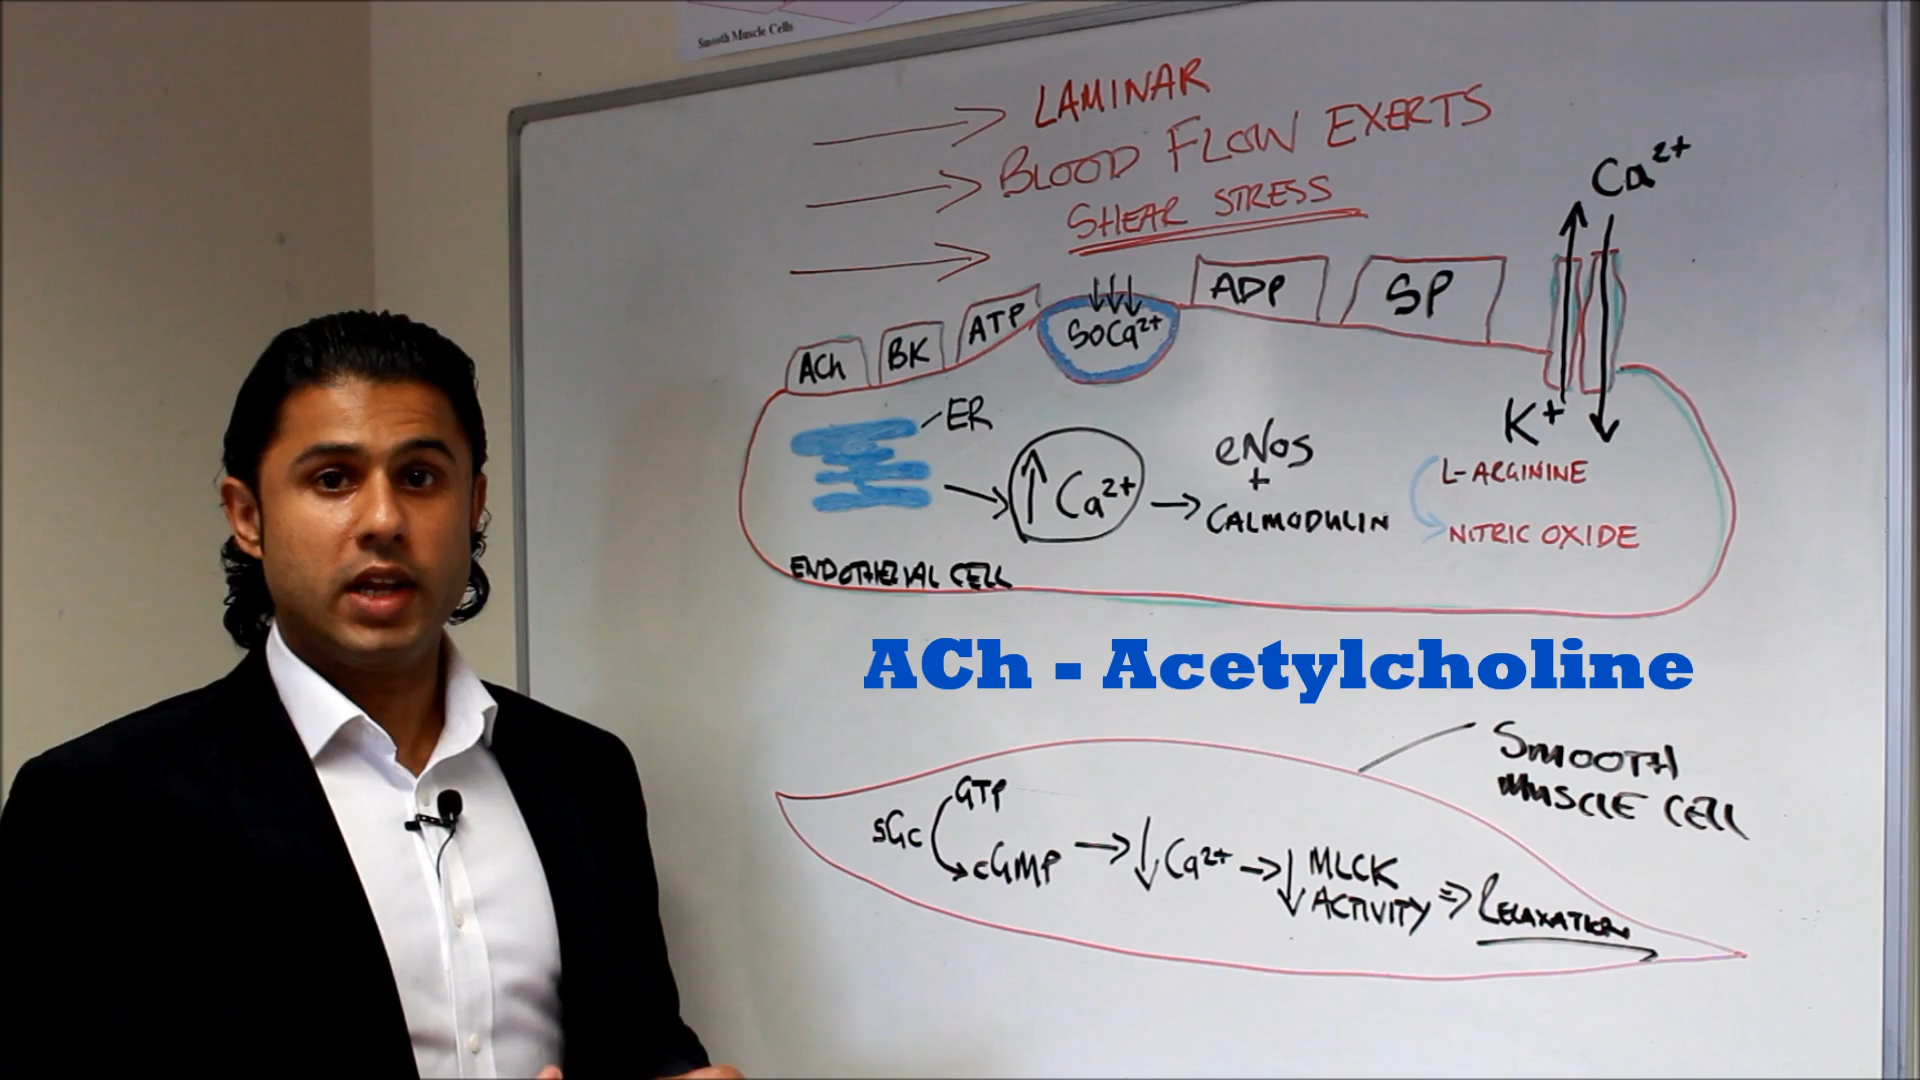 Smooth Muscle Cells
LAMINAR
BLOOD FLOW EXERTS
SHEAR STRESS
Ca²⁺
ACh
BK
ATP
SOCa²⁺
ADP
SP
K⁺
ER
↑ Ca²⁺
eNOS
+
CALMODULIN
L-ARGININE
NITRIC OXIDE
ENDOTHELIAL CELL
ACh - Acetylcholine
SMOOTH
MUSCLE CELL
GTP
sGc
cGMP → ↓ Ca²⁺ → ↓ MLCK
ACTIVITY ⇒ RELAXATION